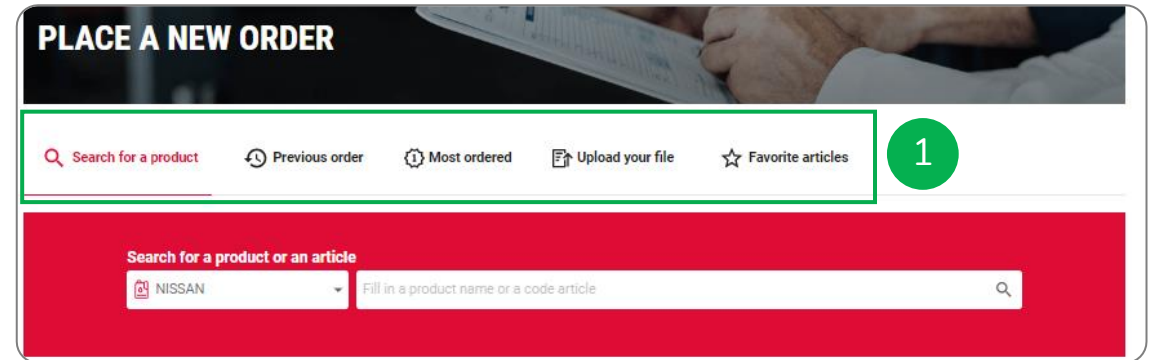 PLACE A NEW ORDER
Search for a product Previous order Most ordered Upload your file Favorite articles
1
Search for a product or an article
NISSAN Fill in a product name or a code article